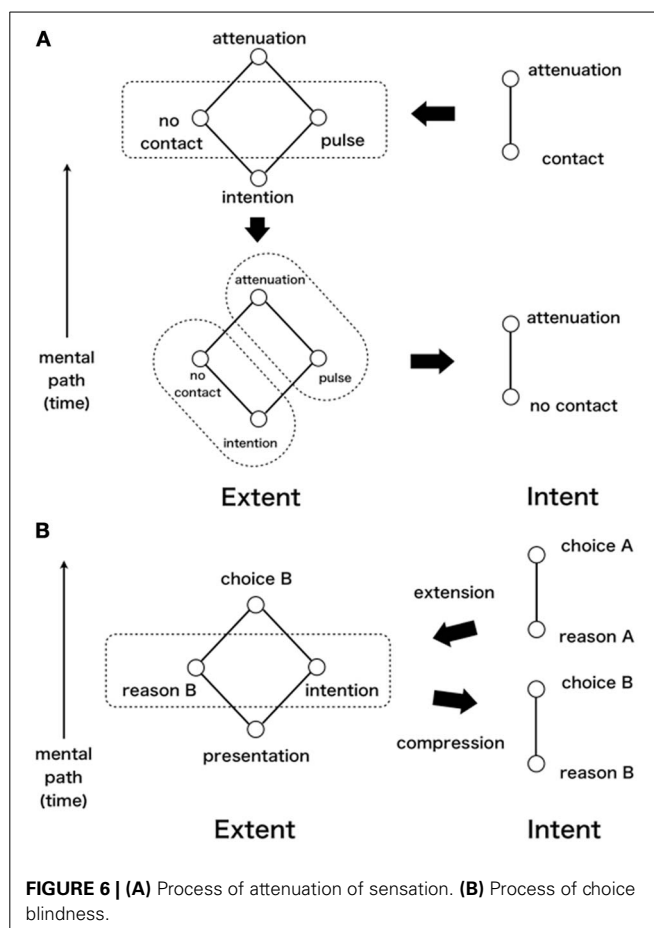 A
attenuation
no
contact
pulse
intention
attenuation
contact
mental
path
(time)
attenuation
no
contact
pulse
intention
attenuation
no contact
Extent
Intent
B
choice B
reason B
intention
presentation
extension
compression
choice A
reason A
choice B
reason B
mental
path
(time)
Extent
Intent
FIGURE 6 | (A) Process of attenuation of sensation. (B) Process of choice
blindness.